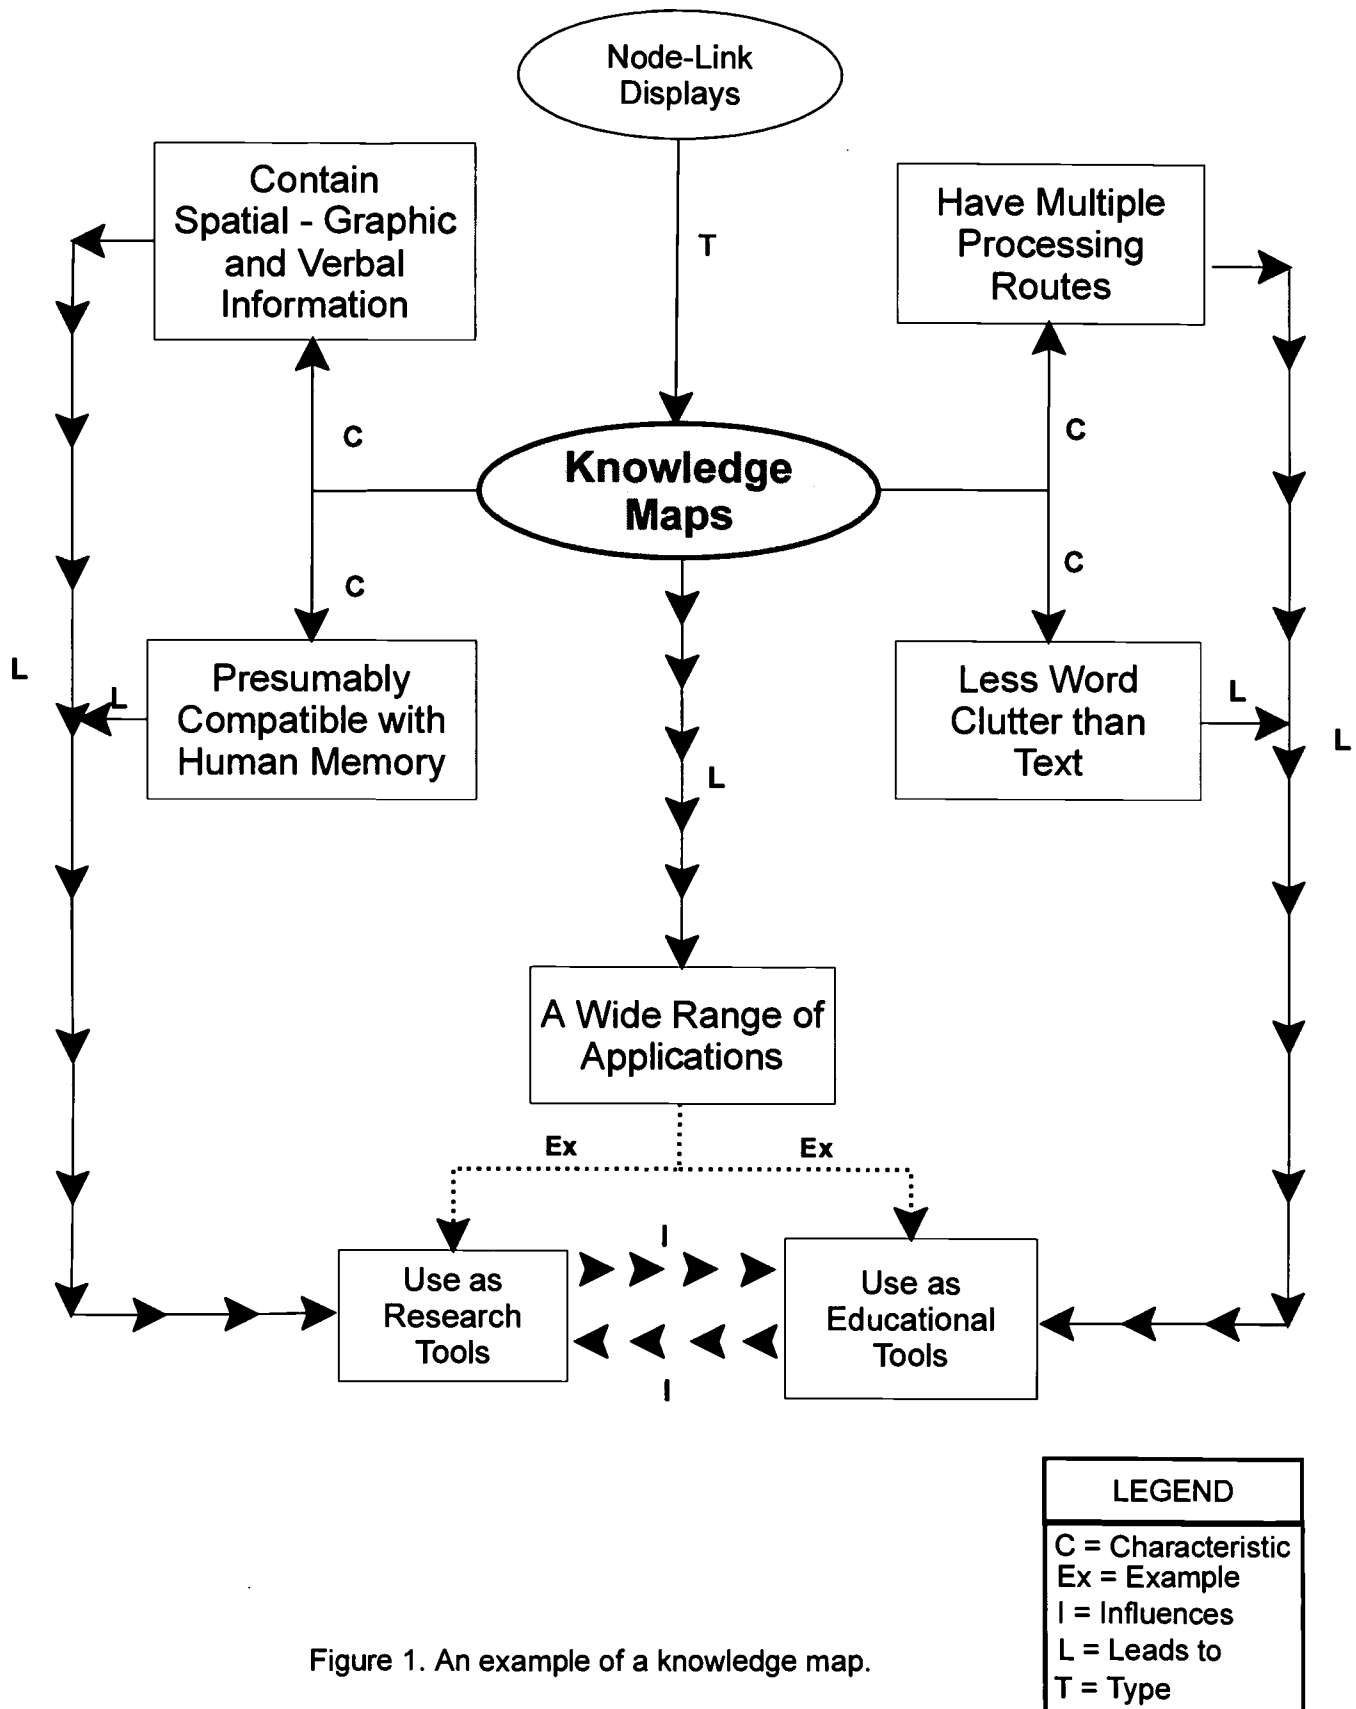 Node-Link
Displays
T
Contain
Spatial - Graphic
and Verbal
Information
Have Multiple
Processing
Routes
C
C
Knowledge
Maps
C
C
L
L
Presumably
Compatible with
Human Memory
L
Less Word
Clutter than
Text
L
L
A Wide Range of
Applications
Ex
Ex
I
Use as
Research
Tools
Use as
Educational
Tools
I
LEGEND
C = Characteristic
Ex = Example
I = Influences
L = Leads to
T = Type
Figure 1. An example of a knowledge map.